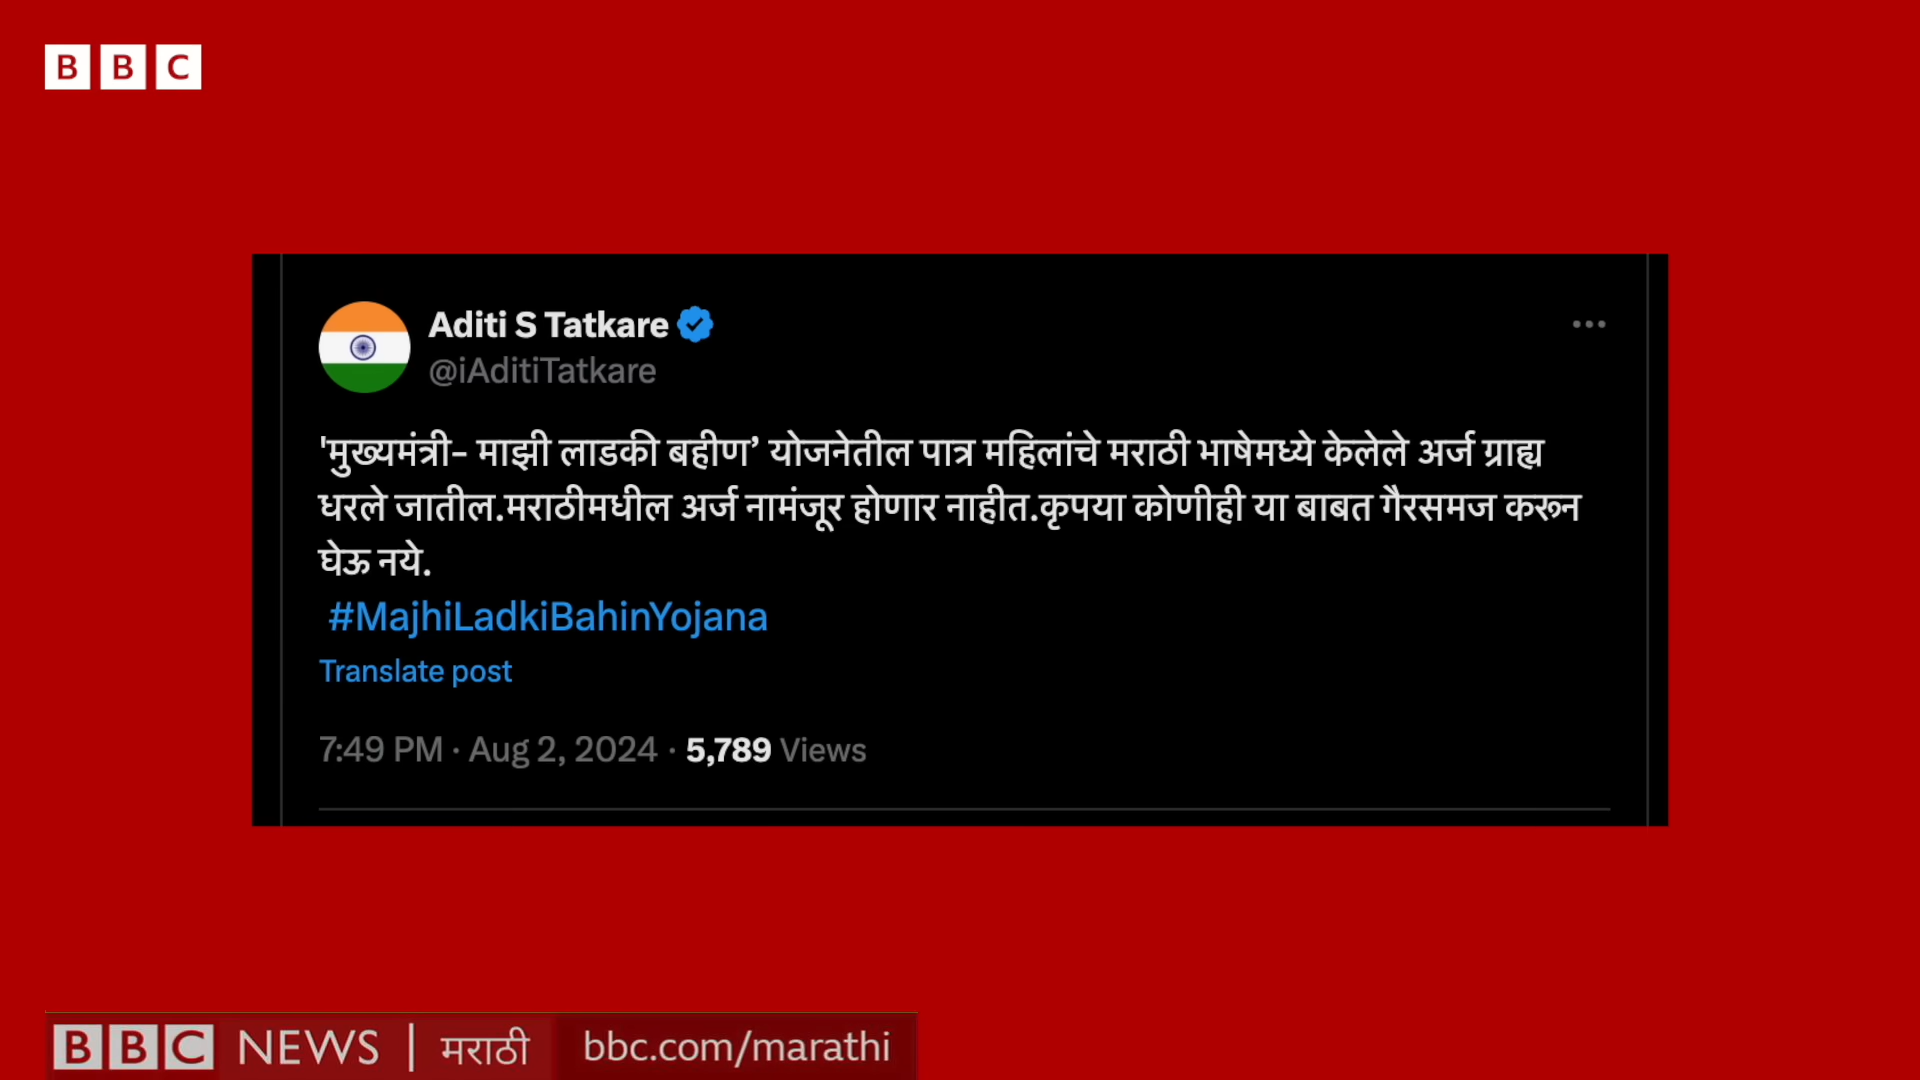 BBC
Aditi S Tatkare
@iAditiTatkare
'मुख्यमंत्री- माझी लाडकी बहीण’ योजनेतील पात्र महिलांचे मराठी भाषेमध्ये केलेले अर्ज ग्राह्य
धरले जातील.मराठीमधील अर्ज नामंजूर होणार नाहीत.कृपया कोणीही या बाबत गैरसमज करून
घेऊ नये.
#MajhiLadkiBahinYojana
Translate post
7:49 PM · Aug 2, 2024 · 5,789 Views
BBC NEWS | मराठी bbc.com/marathi